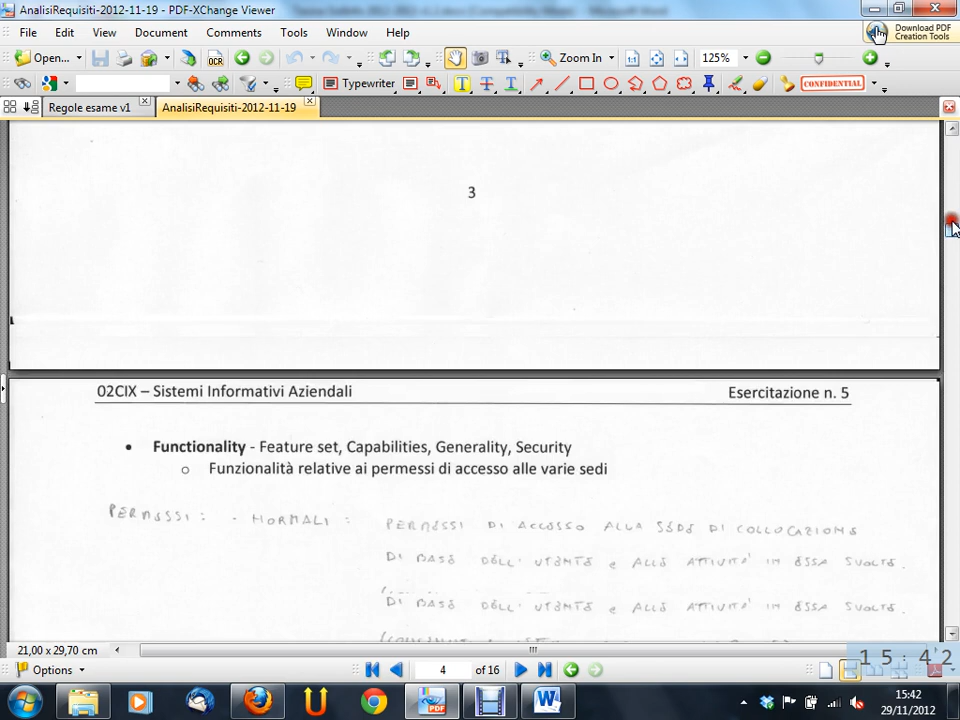 AnalisiRequisiti-2012-11-19 - PDF-XChange Viewer
File Edit View Document Comments Tools Window Help
Download PDF
Creation Tools
Open...
OCR
Zoom In
125%
Typewriter
CONFIDENTIAL
Regole esame v1
AnalisiRequisiti-2012-11-19
3
02CIX – Sistemi Informativi Aziendali
Esercitazione n. 5
• Functionality - Feature set, Capabilities, Generality, Security
o Funzionalità relative ai permessi di accesso alle varie sedi
PERMESSI: - NORMALI: PERMESSI DI ACCESSO ALLA SEDE DI COLLOCAZIONE
DI BASE DELL'UTENTE e ALLE ATTIVITA' IN ESSA SVOLTE.
DI BASE DELL'UTENTE e ALLE ATTIVITA' IN ESSA SVOLTE.
21,00 x 29,70 cm
15:42
Options
4 of 16
15:42
29/11/2012